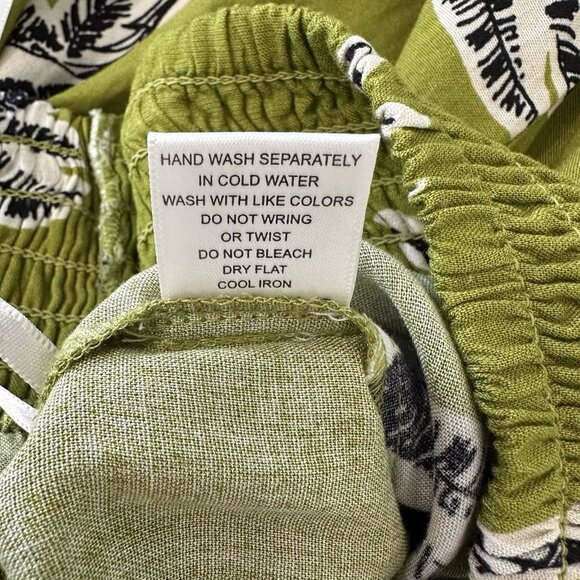 HAND WASH SEPARATELY
IN COLD WATER
WASH WITH LIKE COLORS
DO NOT WRING
OR TWIST
DO NOT BLEACH
DRY FLAT
COOL IRON